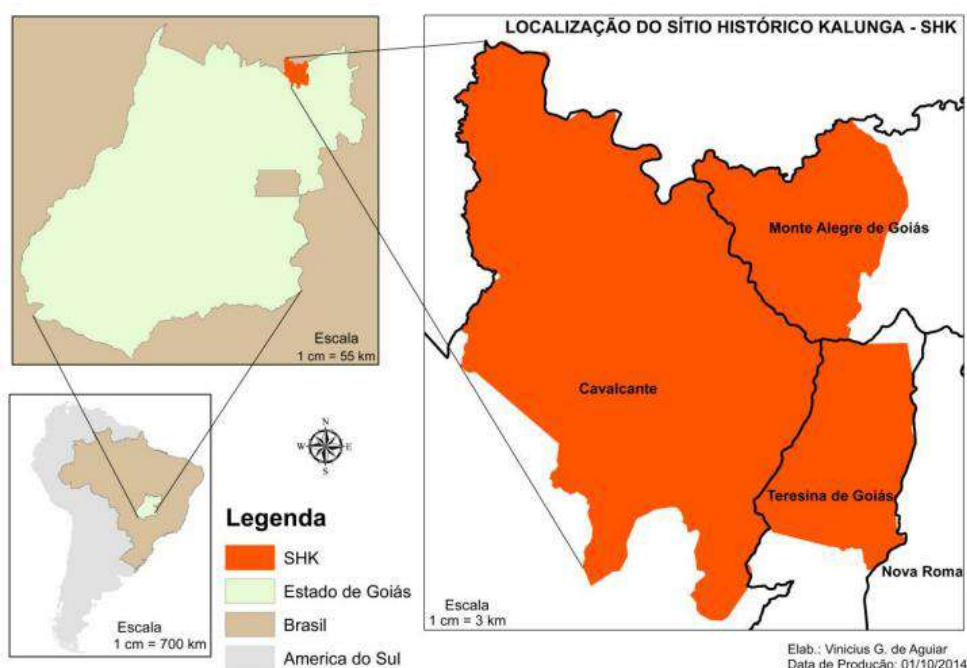 LOCALIZAÇÃO DO SÍTIO HISTÓRICO KALUNGA - SHK
Monte Alegre de Goiás
Cavalcante
Teresina de Goiás
Nova Roma
Escala
1 cm = 3 km
Escala
1 cm = 55 km
N
W
E
S
Escala
1 cm = 700 km
Legenda
SHK
Estado de Goiás
Brasil
America do Sul
Elab.: Vinicius G. de Aguiar
Data de Produção: 01/10/2014